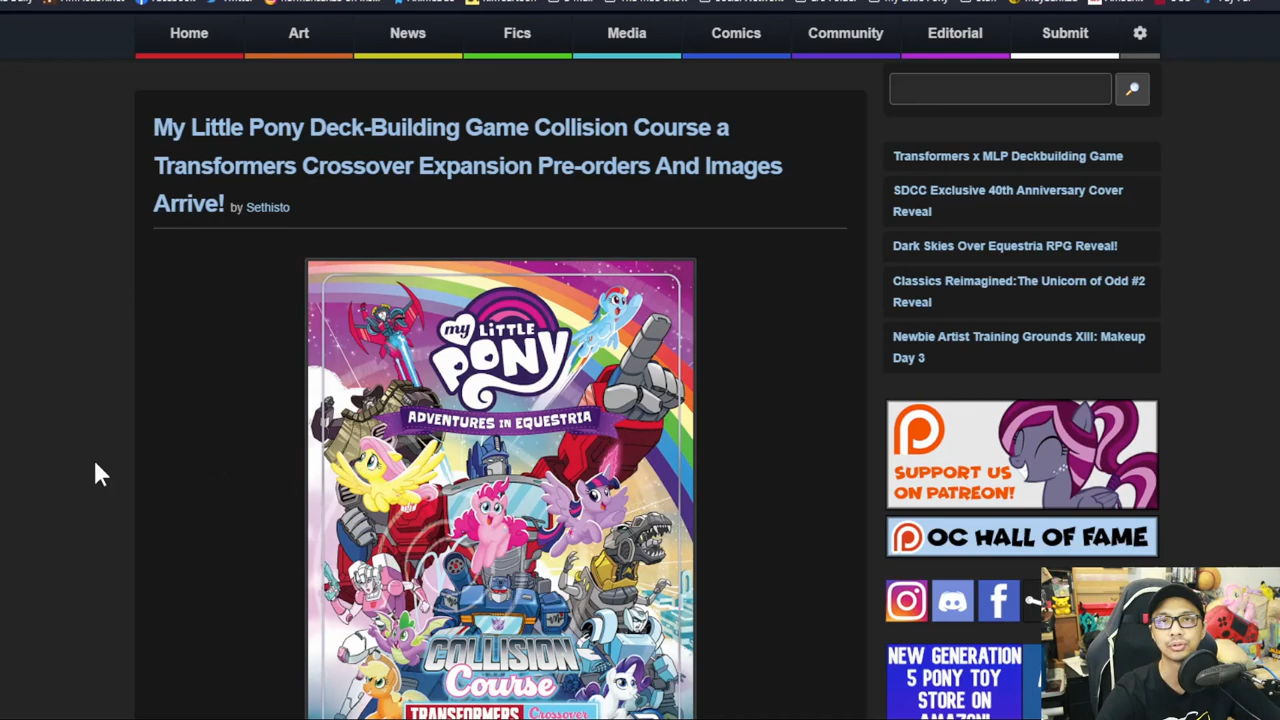 Home Art News Fics Media Comics Community Editorial Submit
My Little Pony Deck-Building Game Collision Course a
Transformers Crossover Expansion Pre-orders And Images
Arrive! by Sethisto
my LITTLE
PONY
ADVENTURES IN EQUESTRIA
COLLISION
Course
TRANSFORMERS Crossover
Transformers x MLP Deckbuilding Game
SDCC Exclusive 40th Anniversary Cover
Reveal
Dark Skies Over Equestria RPG Reveal!
Classics Reimagined:The Unicorn of Odd #2
Reveal
Newbie Artist Training Grounds XIII: Makeup
Day 3
SUPPORT US
ON PATREON!
OC HALL OF FAME
NEW GENERATION
5 PONY TOY
STORE ON
AMAZON!